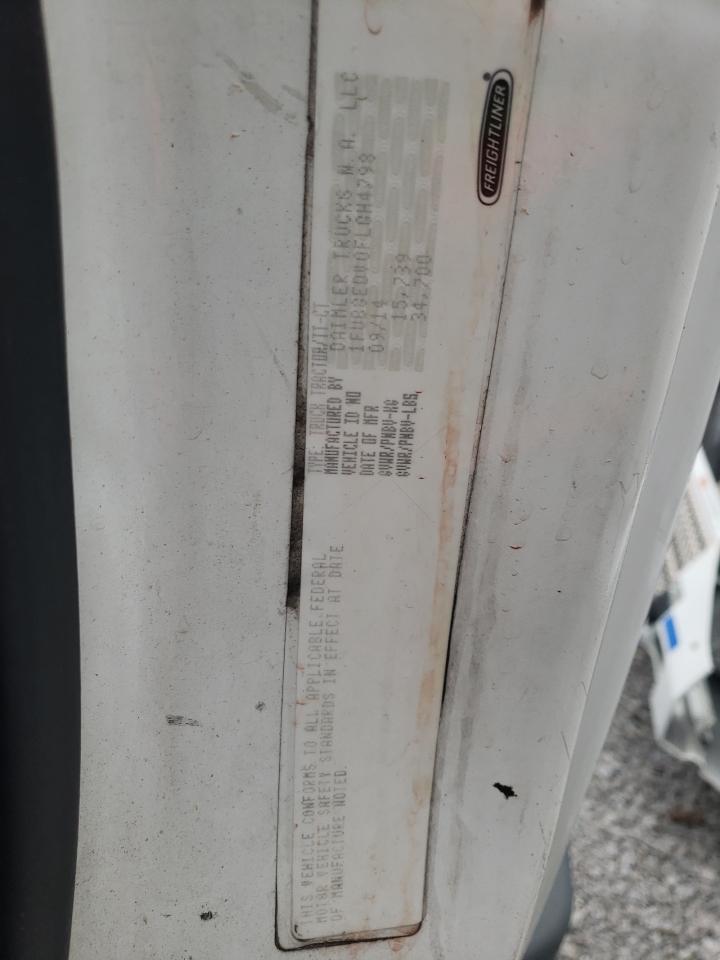 FREIGHTLINER
TYPE: TRUCK TRACTOR/TT-CT
MANUFACTURED BY DAIMLER TRUCKS N.A. LLC
VEHICLE ID NO
DATE OF MFR 09/14
GVWR/PNBV-KG 15,739
GVWR/PNBV-LBS. 34,700
THIS VEHICLE CONFORMS TO ALL APPLICABLE FEDERAL
MOTOR VEHICLE SAFETY STANDARDS IN EFFECT AT DATE
OF MANUFACTURE NOTED.